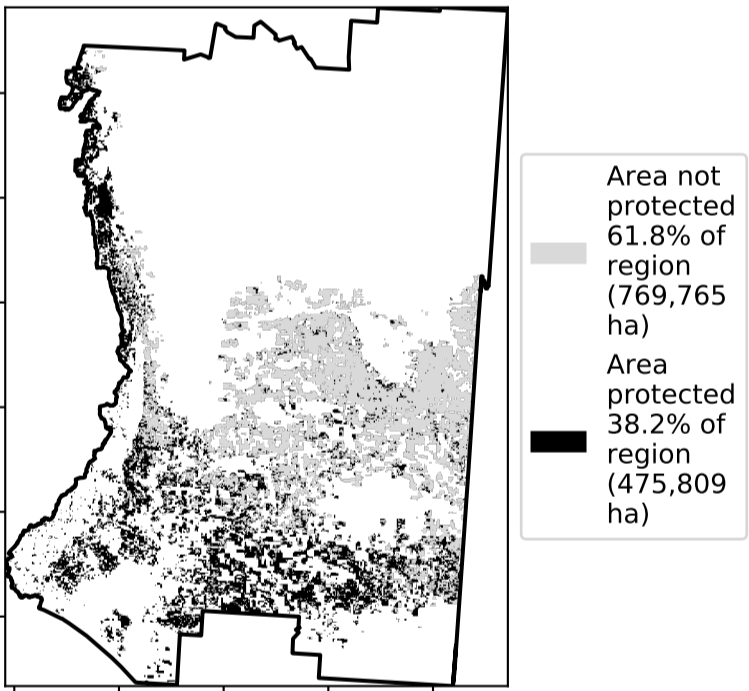 Area not
protected
61.8% of
region
(769,765
ha)
Area
protected
38.2% of
region
(475,809
ha)